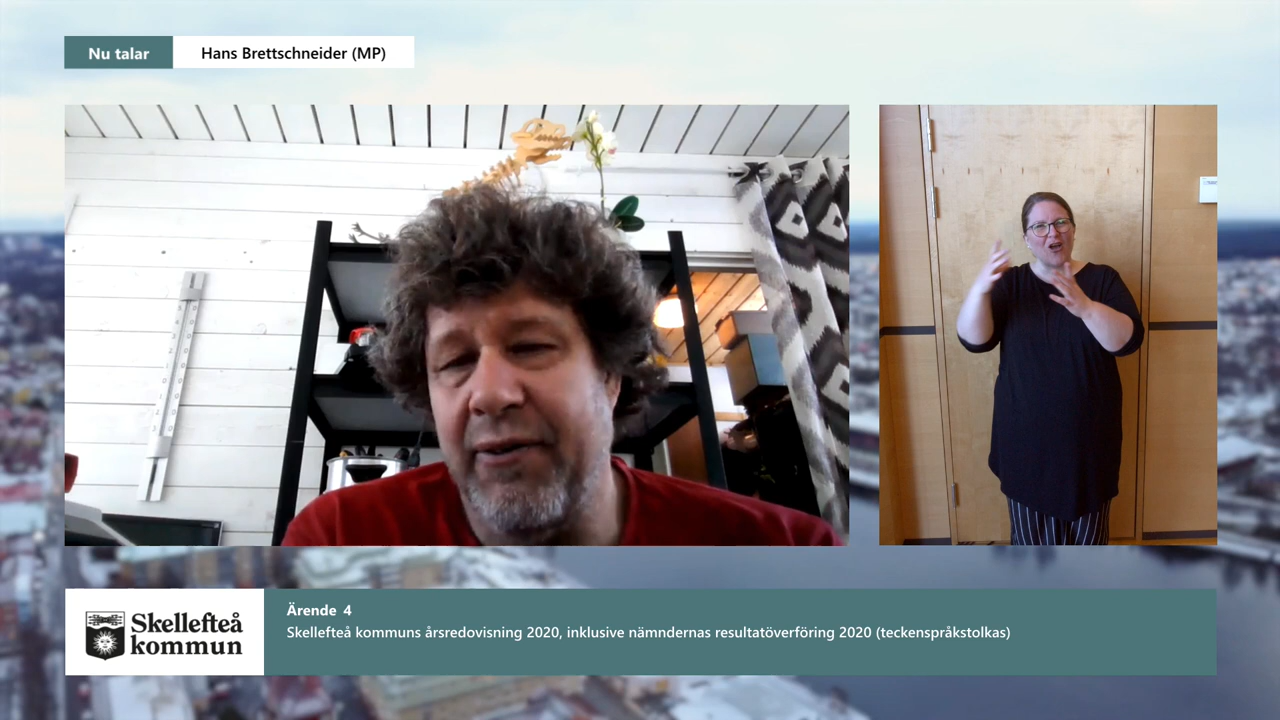 Nu talar
Hans Brettschneider (MP)
Ärende 4
Skellefteå kommuns årsredovisning 2020, inklusive nämndernas resultatöverföring 2020 (teckenspråkstolkas)
Skellefteå
kommun